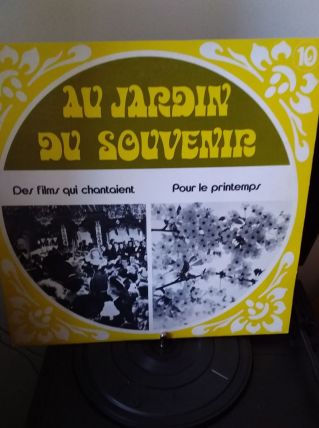 10
AU JARDIN
DU SOUVENIR
Des films qui chantaient
Pour le printemps